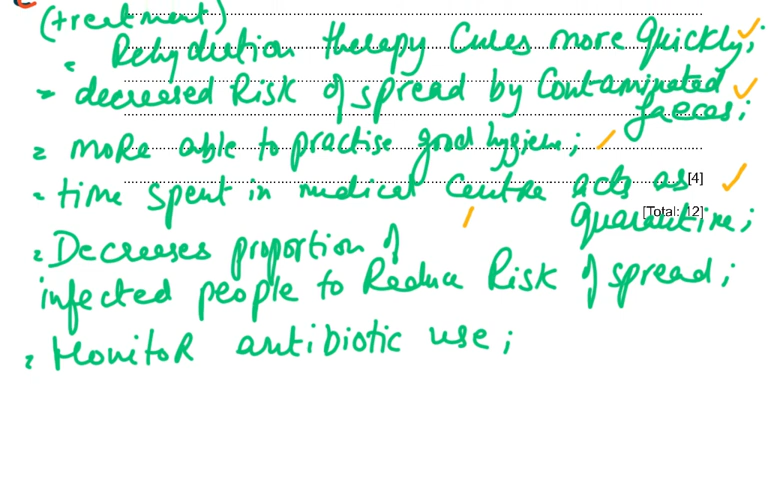 (treatment)
- Rehydration therapy cures more quickly;
- decreased Risk of spread by contaminated
faeces;
- more able to practise good hygiene;
[4]
- time spent in medical centre acts as
[Total: 12]
quarantine;
- Decreases proportion of
infected people to Reduce Risk of spread;
- Monitor antibiotic use;